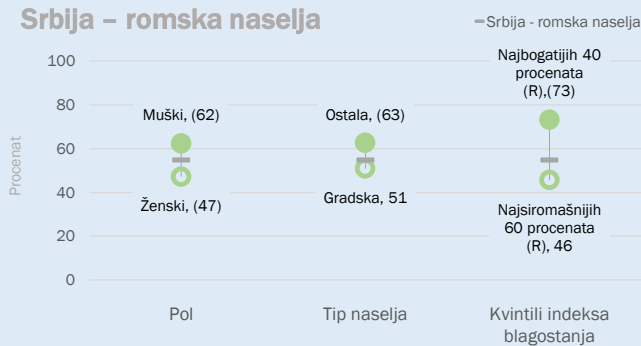 Srbija – romska naselja
Srbija - romska naselja
Procenat
100
80
60
40
20
0
Muški, (62)
Ženski, (47)
Ostala, (63)
Gradska, 51
Najbogatijih 40
procenata
(R),(73)
Najsiromašnijih
60 procenata
(R), 46
Pol
Tip naselja
Kvintili indeksa
blagostanja